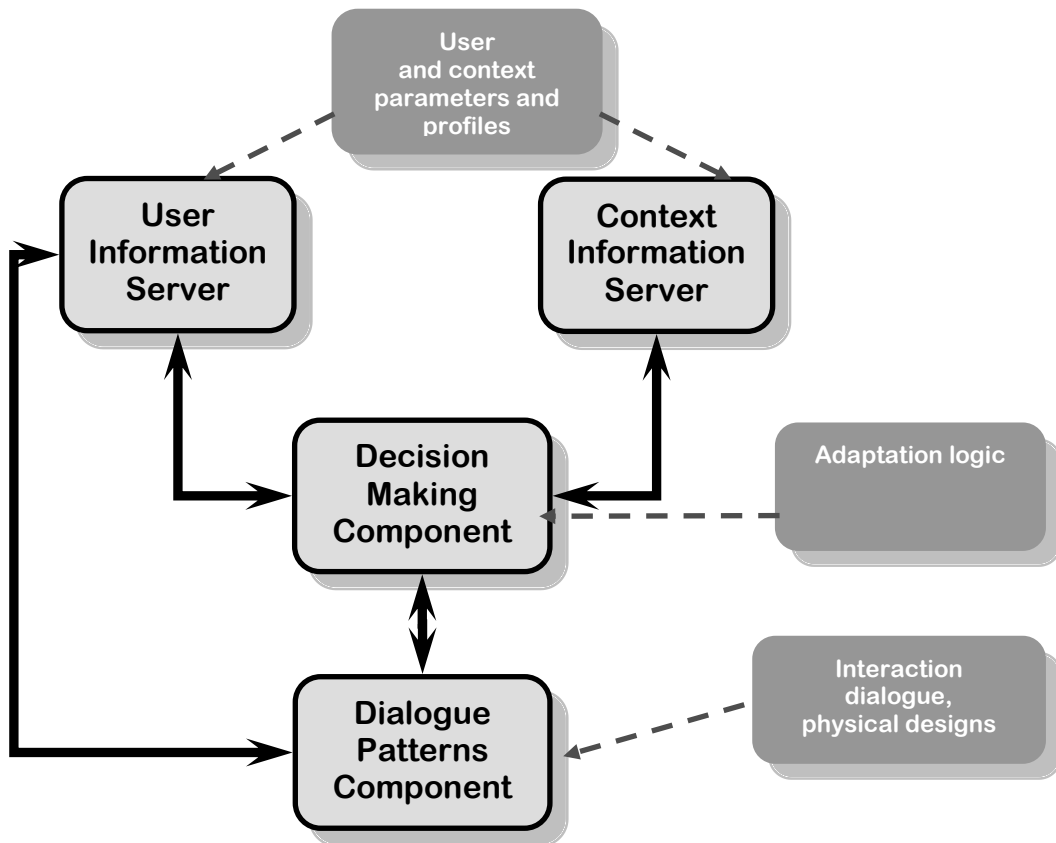 User
and context
parameters and
profiles
User
Information
Server
Context
Information
Server
Decision
Making
Component
Adaptation logic
Interaction
dialogue,
physical designs
Dialogue
Patterns
Component